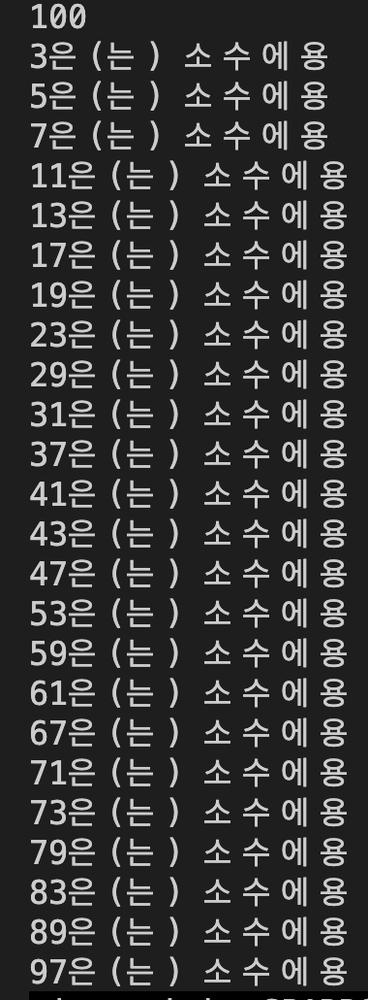 100
3은(는) 소수에용
5은(는) 소수에용
7은(는) 소수에용
11은(는) 소수에용
13은(는) 소수에용
17은(는) 소수에용
19은(는) 소수에용
23은(는) 소수에용
29은(는) 소수에용
31은(는) 소수에용
37은(는) 소수에용
41은(는) 소수에용
43은(는) 소수에용
47은(는) 소수에용
53은(는) 소수에용
59은(는) 소수에용
61은(는) 소수에용
67은(는) 소수에용
71은(는) 소수에용
73은(는) 소수에용
79은(는) 소수에용
83은(는) 소수에용
89은(는) 소수에용
97은(는) 소수에용